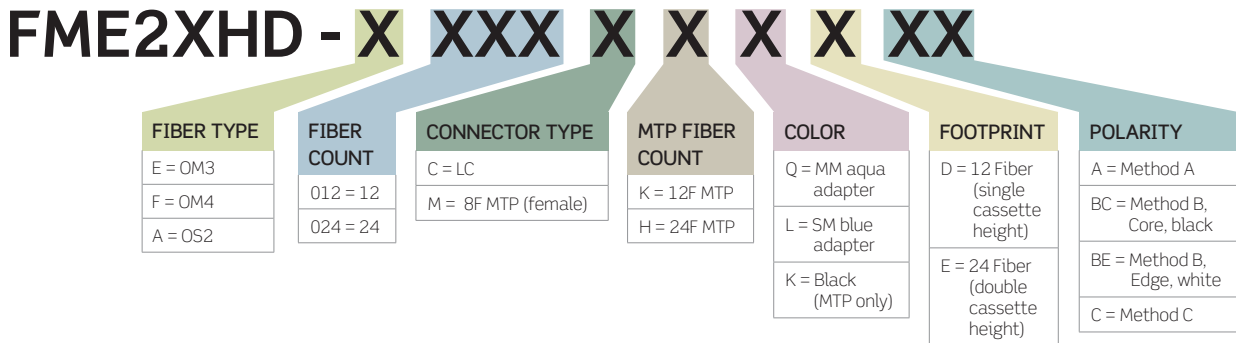 FME2XHD - X XXX X X X X XX
FIBER TYPE
E = OM3
F = OM4
A = OS2
FIBER
COUNT
012 = 12
024 = 24
CONNECTOR TYPE
C = LC
M = 8F MTP (female)
MTP FIBER
COUNT
K = 12F MTP
H = 24F MTP
COLOR
Q = MM aqua
adapter
L = SM blue
adapter
K = Black
(MTP only)
FOOTPRINT
D = 12 Fiber
(single
cassette
height)
E = 24 Fiber
(double
cassette
height)
POLARITY
A = Method A
BC = Method B,
Core, black
BE = Method B,
Edge, white
C = Method C